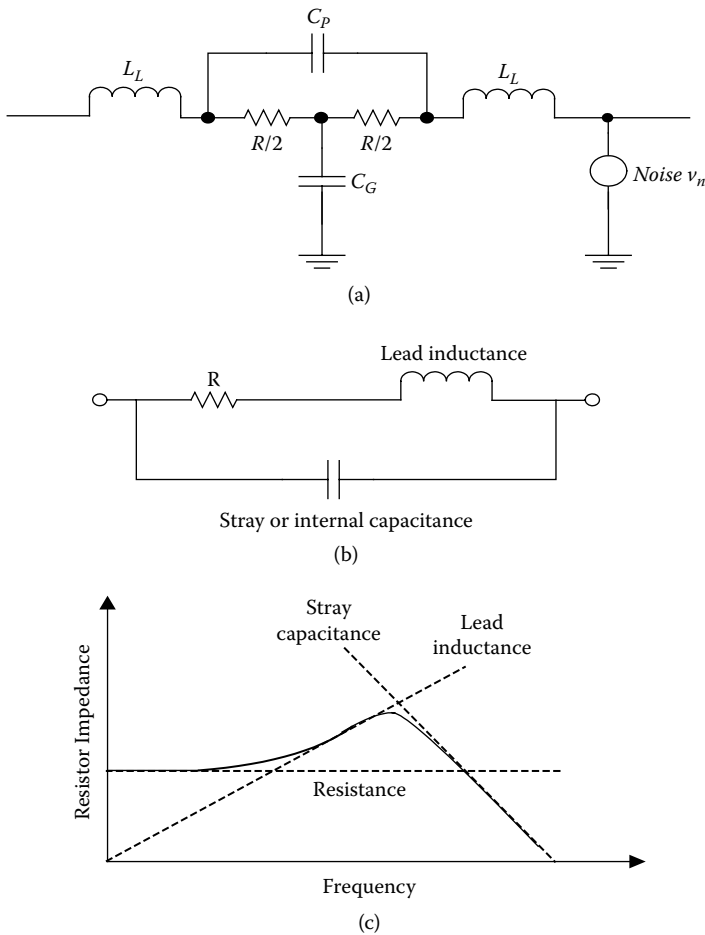 C_P
L_L
L_L
R/2
R/2
C_G
Noise v_n
(a)
Lead inductance
R
Stray or internal capacitance
(b)
Stray
capacitance
Lead
inductance
Resistor Impedance
Resistance
Frequency
(c)